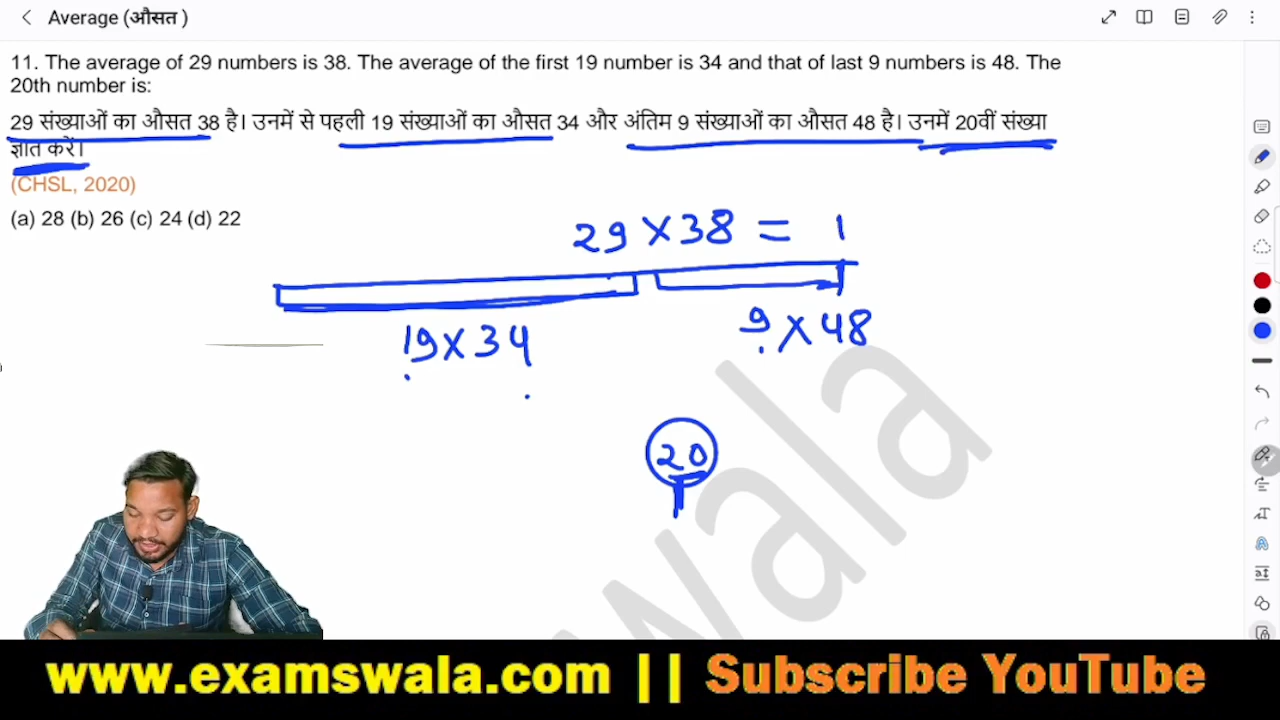 Average (औसत )
11. The average of 29 numbers is 38. The average of the first 19 number is 34 and that of last 9 numbers is 48. The
20th number is:
29 संख्याओं का औसत 38 है। उनमें से पहली 19 संख्याओं का औसत 34 और अंतिम 9 संख्याओं का औसत 48 है। उनमें 20वीं संख्या
ज्ञात करें।
(CHSL, 2020)
(a) 28 (b) 26 (c) 24 (d) 22
29 × 38 = 1
19 × 34
9 × 48
20
wala
www.examswala.com || Subscribe YouTube